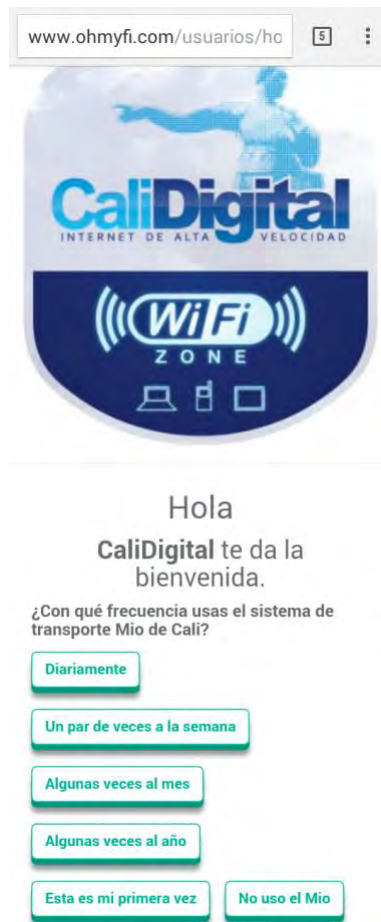 www.ohmyfi.com/usuarios/ho
5
CaliDigital
INTERNET DE ALTA VELOCIDAD
WiFi
ZONE
Hola
CaliDigital te da la
bienvenida.
¿Con qué frecuencia usas el sistema de
transporte Mio de Cali?
Diariamente
Un par de veces a la semana
Algunas veces al mes
Algunas veces al año
Esta es mi primera vez
No uso el Mio